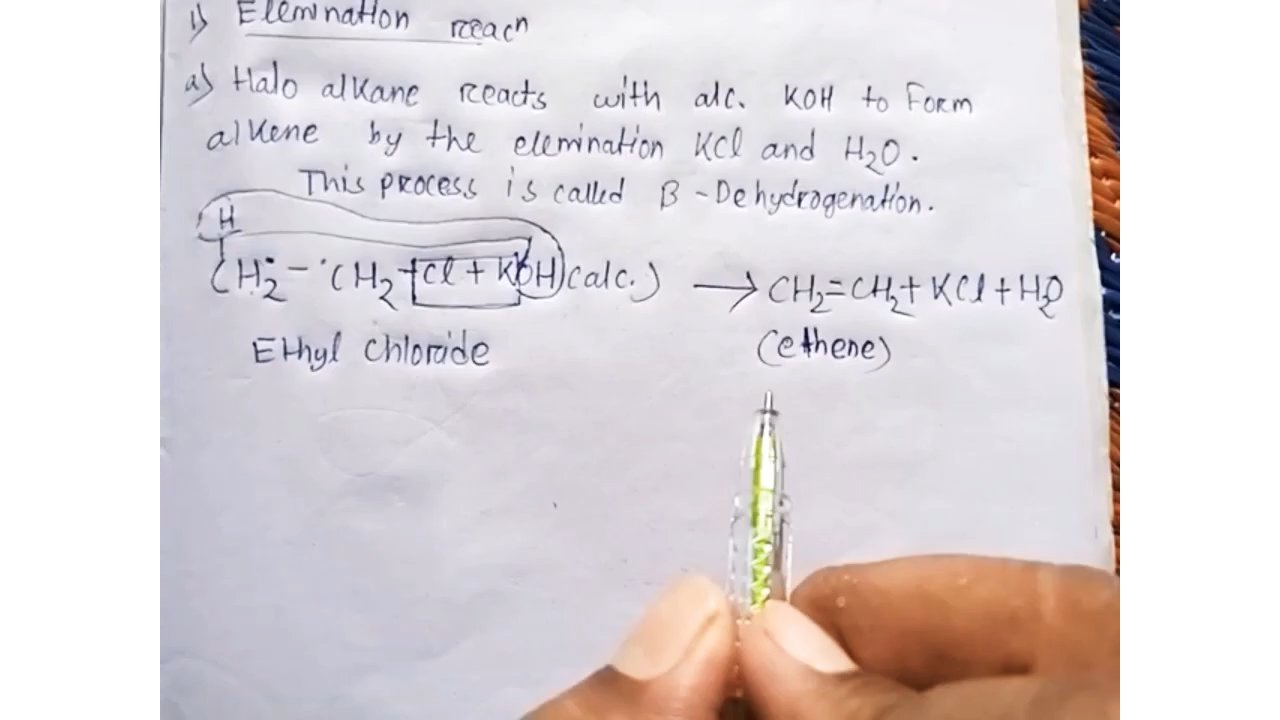 1) Elemination reacn
a) Halo alkane reacts with alc. KOH to Form
alkene by the elemination KCl and H₂O.
This process is called B-Dehydrogenation.
H
CH₂ - CH₂ + Cl + KOH (alc.) → CH₂=CH₂ + KCl + H₂O
Ethyl chloride (ethene)